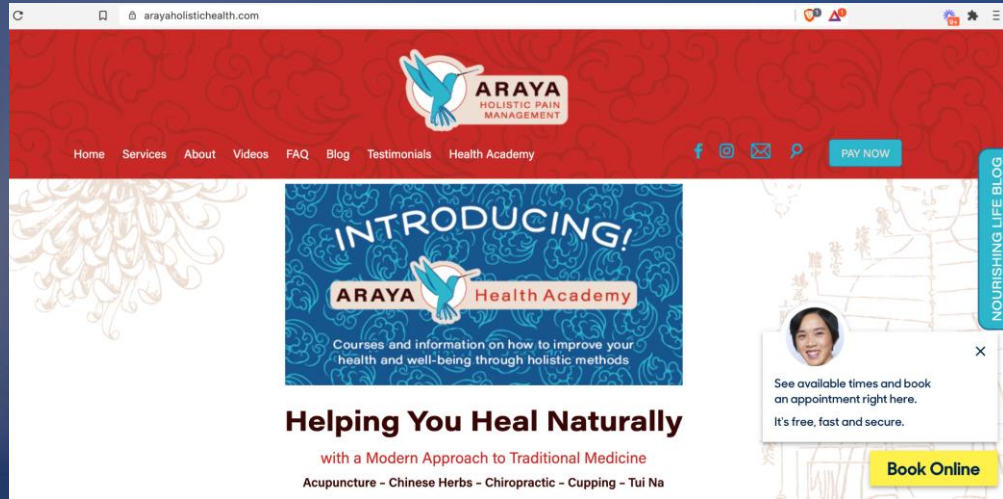 arayaholistichealth.com
ARAYA
HOLISTIC PAIN
MANAGEMENT
Home Services About Videos FAQ Blog Testimonials Health Academy
PAY NOW
NOURISHING LIFE BLOG
INTRODUCING!
ARAYA Health Academy
Courses and information on how to improve your
health and well-being through holistic methods
See available times and book
an appointment right here.
It's free, fast and secure.
Book Online
Helping You Heal Naturally
with a Modern Approach to Traditional Medicine
Acupuncture – Chinese Herbs – Chiropractic – Cupping – Tui Na